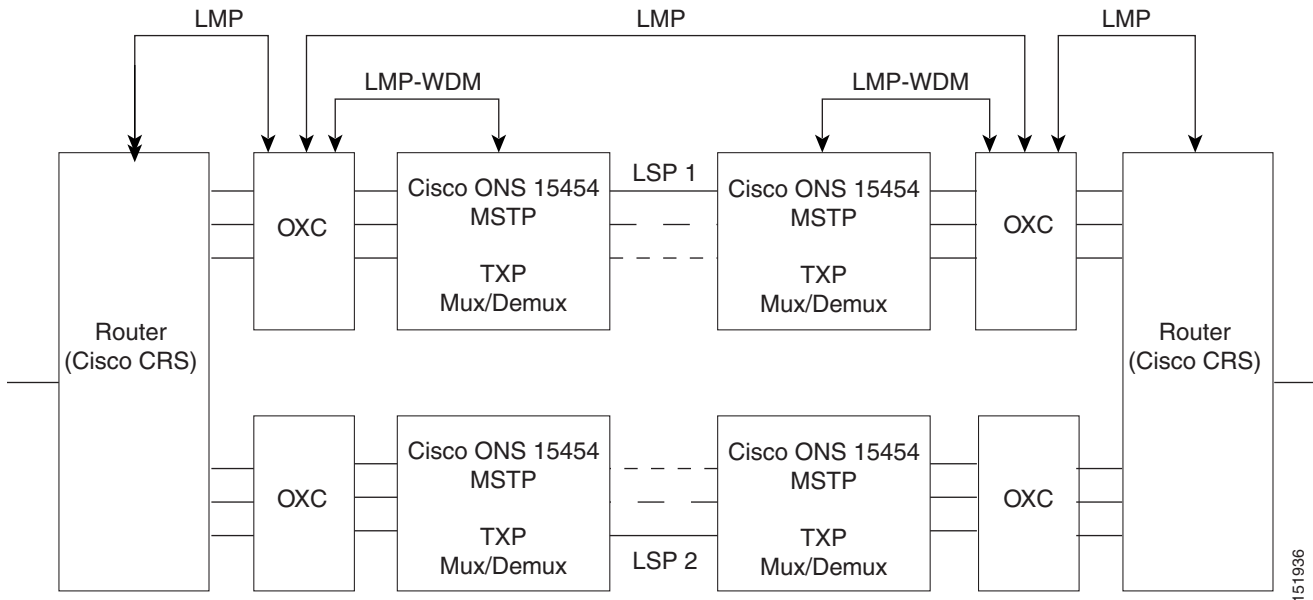 LMP
LMP
LMP
LMP-WDM
LMP-WDM
Router
(Cisco CRS)
OXC
Cisco ONS 15454
MSTP
TXP
Mux/Demux
LSP 1
Cisco ONS 15454
MSTP
TXP
Mux/Demux
OXC
Router
(Cisco CRS)
OXC
Cisco ONS 15454
MSTP
TXP
Mux/Demux
LSP 2
Cisco ONS 15454
MSTP
TXP
Mux/Demux
OXC
151936